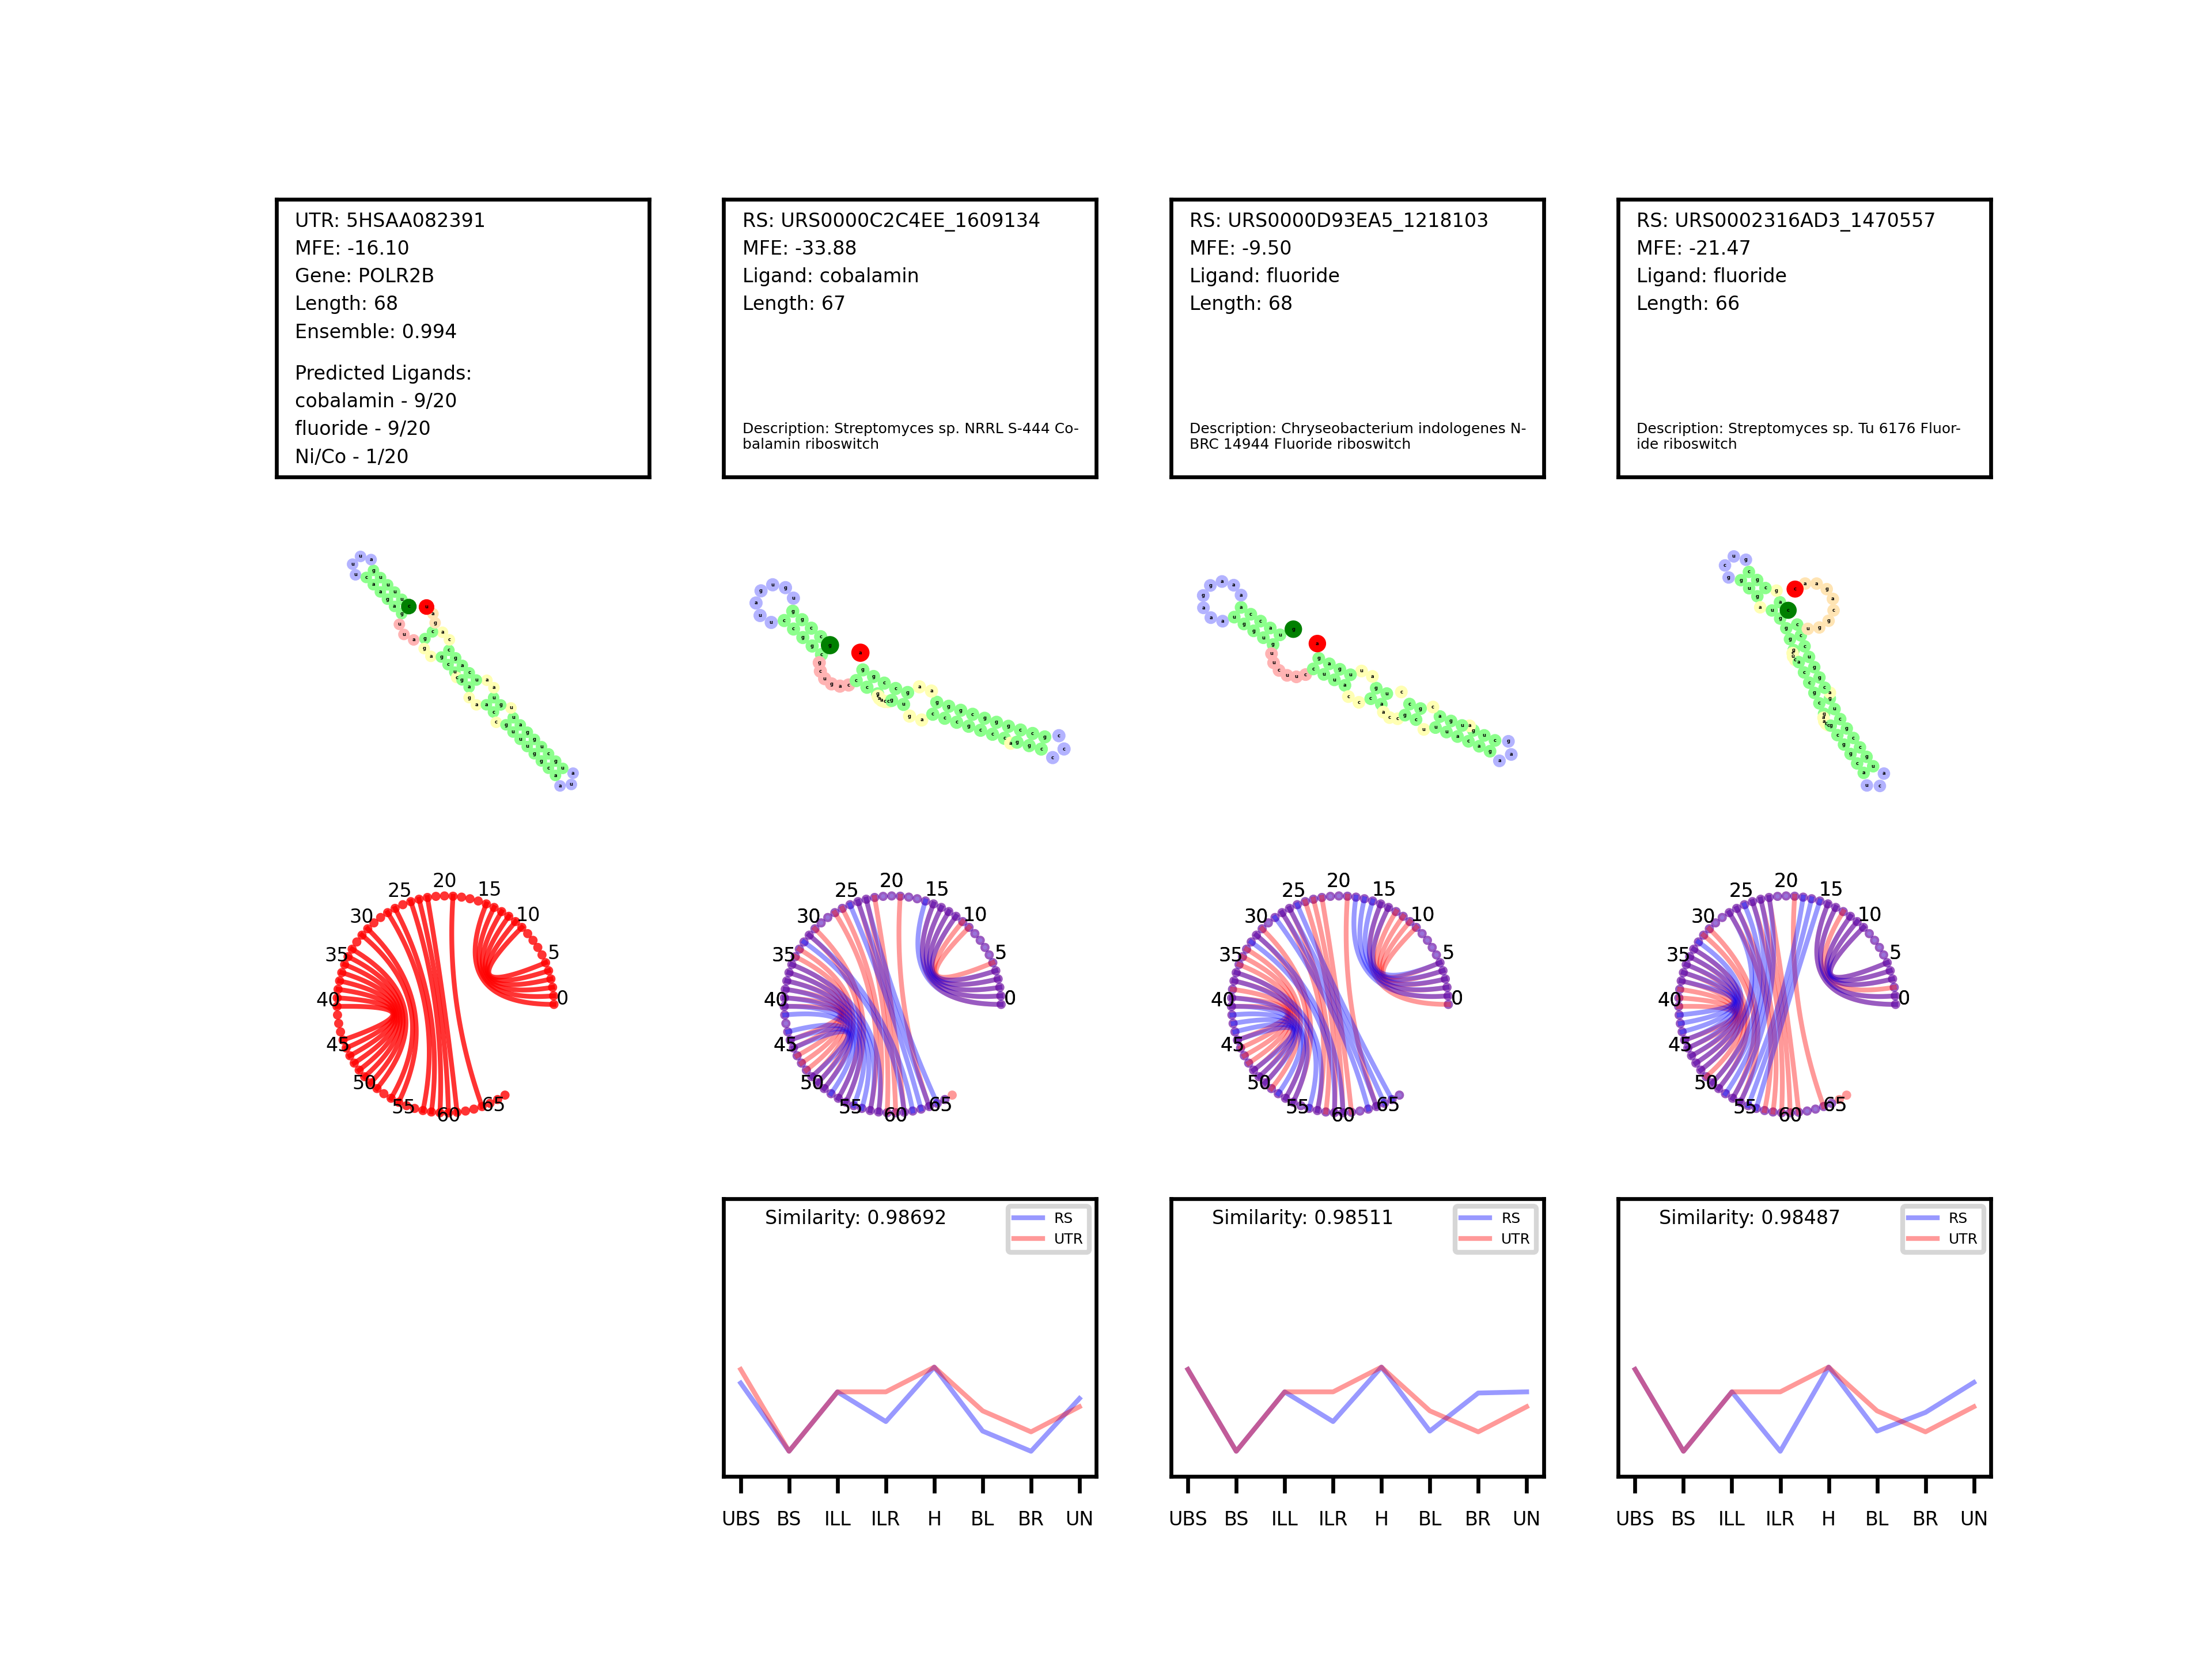 UTR: 5HSAA082391
MFE: -16.10
Gene: POLR2B
Length: 68
Ensemble: 0.994
Predicted Ligands:
cobalamin - 9/20
fluoride - 9/20
Ni/Co - 1/20
RS: URS0000C2C4EE_1609134
MFE: -33.88
Ligand: cobalamin
Length: 67
Description: Streptomyces sp. NRRL S-444 Co-
balamin riboswitch
RS: URS0000D93EA5_1218103
MFE: -9.50
Ligand: fluoride
Length: 68
Description: Chryseobacterium indologenes N-
BRC 14944 Fluoride riboswitch
RS: URS0002316AD3_1470557
MFE: -21.47
Ligand: fluoride
Length: 66
Description: Streptomyces sp. Tu 6176 Fluor-
ide riboswitch
0 5 10 15 20 25 30 35 40 45 50 55 60 65
0 5 10 15 20 25 30 35 40 45 50 55 60 65
0 5 10 15 20 25 30 35 40 45 50 55 60 65
0 5 10 15 20 25 30 35 40 45 50 55 60 65
Similarity: 0.98692
RS
UTR
UBS BS ILL ILR H BL BR UN
Similarity: 0.98511
RS
UTR
UBS BS ILL ILR H BL BR UN
Similarity: 0.98487
RS
UTR
UBS BS ILL ILR H BL BR UN